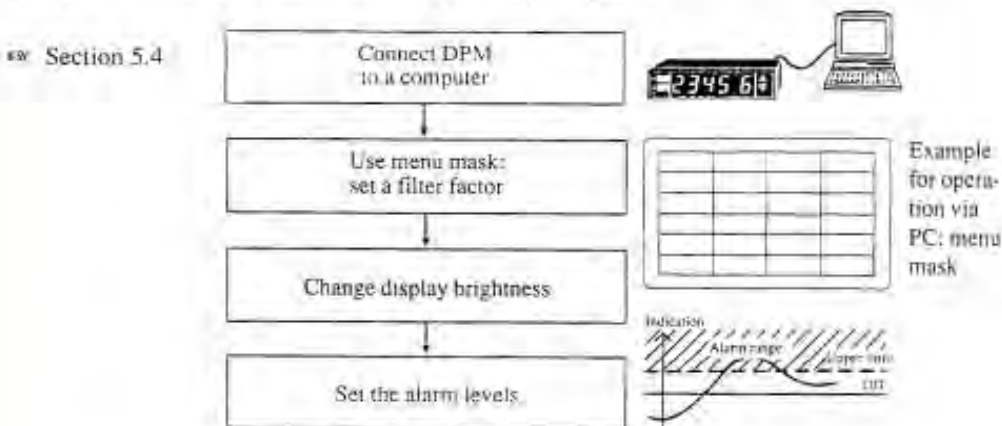 Section 5.4
Connect DPM
to a computer
23456
Use menu mask:
set a filter factor
Example
for opera-
tion via
PC: menu
mask
Change display brightness
Set the alarm levels
Indication
Alarm range